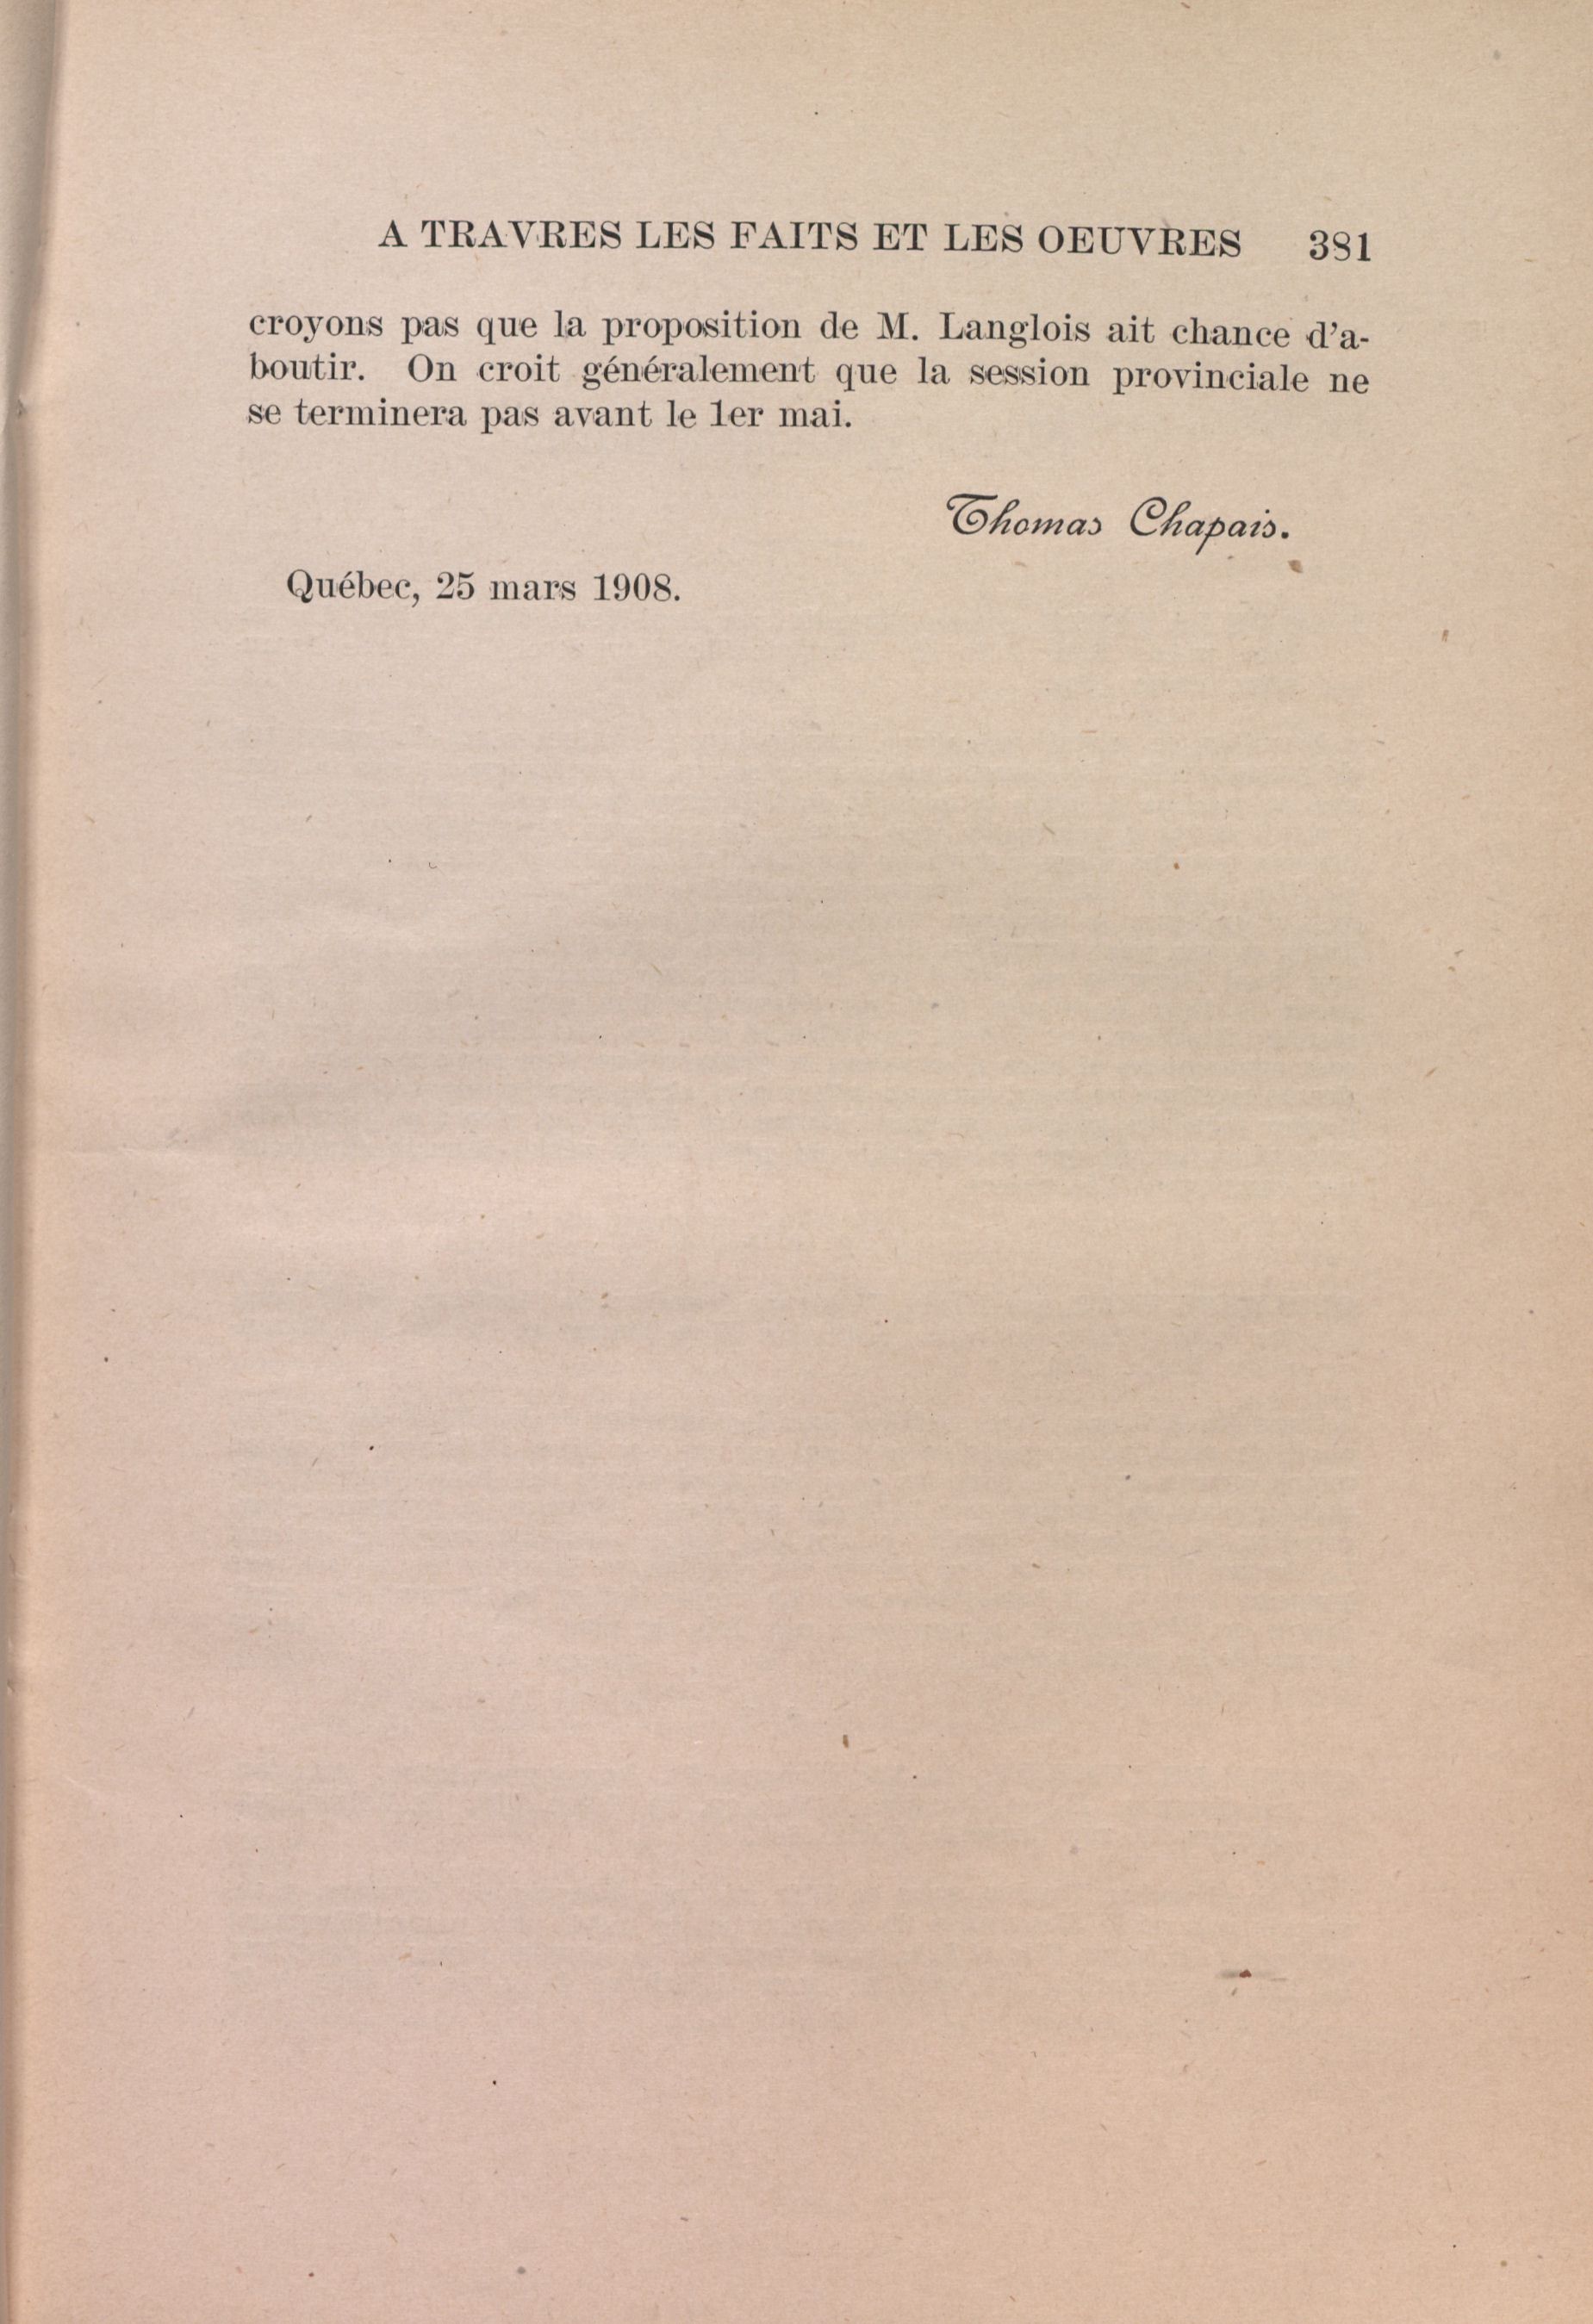 A TRAVRES LES FAITS ET LES OEUVRES 381
croyons pas que la proposition de M. Langlois ait chance d'a-
boutir. On croit généralement que la session provinciale ne
se terminera pas avant le 1er mai.
Thomas Chapais.
Québec, 25 mars 1908.